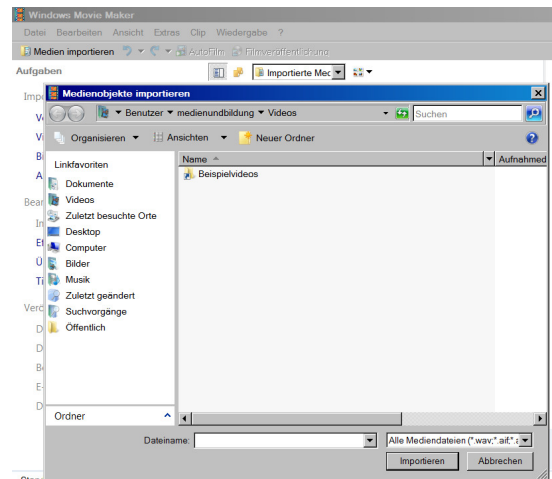 Windows Movie Maker
Datei Bearbeiten Ansicht Extras Clip Wiedergabe ?
Medien importieren AutoFilm Filmveröffentlichung
Aufgaben Importierte Med
Medienobjekte importieren
Benutzer medienundbildung Videos Suchen
Organisieren Ansichten Neuer Ordner
Linkfavoriten
Name Aufnahmed
Beispielvideos
Dokumente
Videos
Zuletzt besuchte Orte
Desktop
Computer
Bilder
Musik
Zuletzt geändert
Suchvorgänge
Öffentlich
Ordner
Dateiname: Alle Mediendateien (*.wav;*.aif;*.a
Importieren Abbrechen